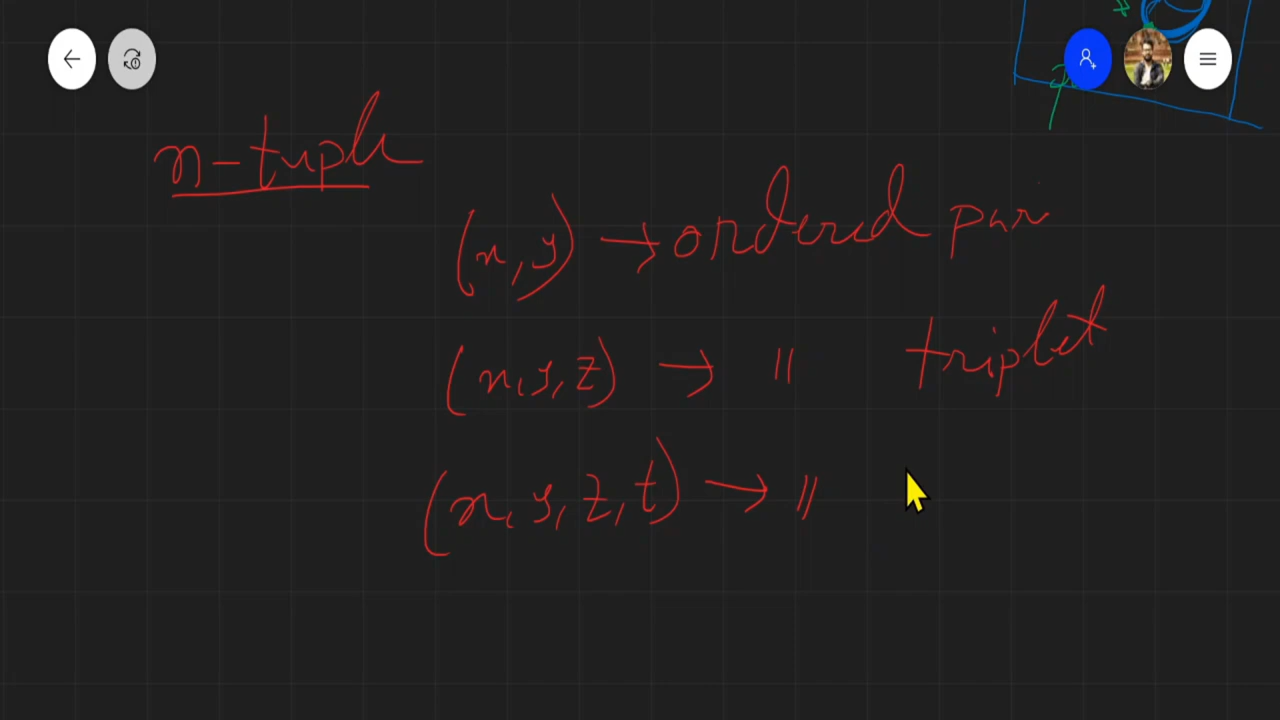 n-tuple
(x, y) → ordered pair
(x, y, z) → " triplet
(x, y, z, t) → "